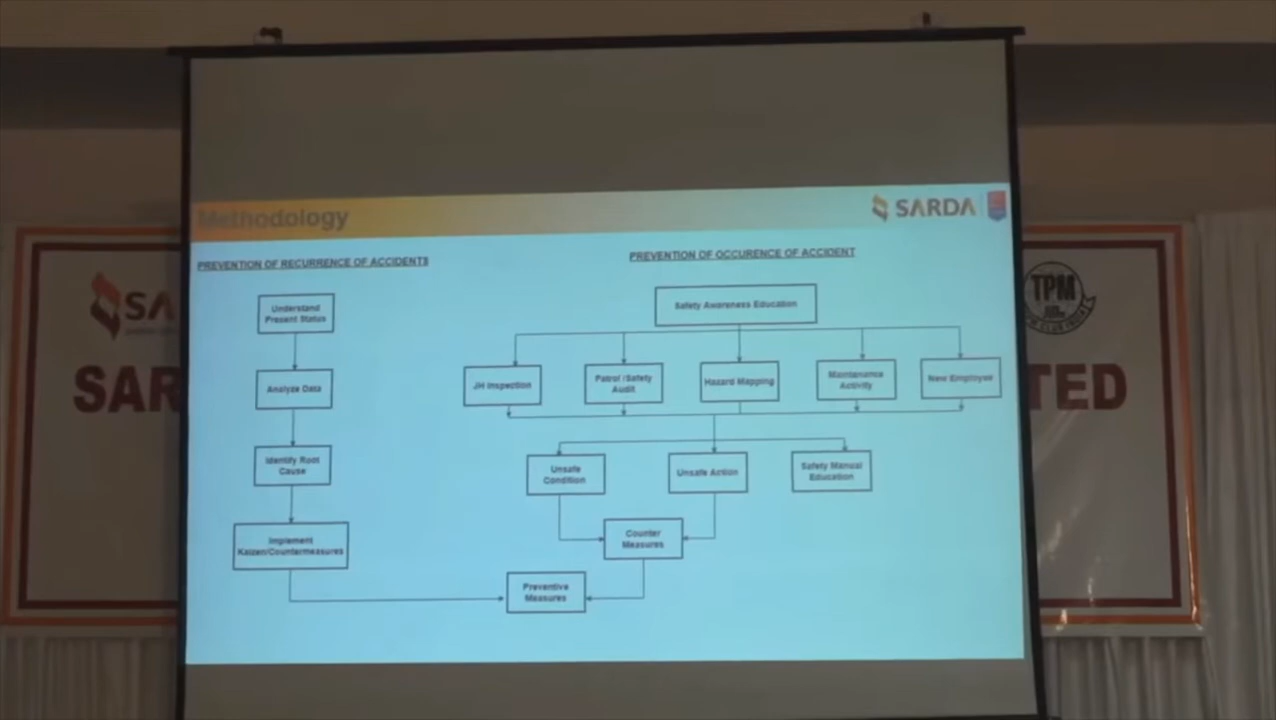 Methodology
SARDA
PREVENTION OF RECURRENCE OF ACCIDENTS
Understand
Present Status
Analyze Data
Identify Root
Cause
Implement
Kaizen/Countermeasures
PREVENTION OF OCCURENCE OF ACCIDENT
Safety Awareness Education
JH Inspection
Patrol /Safety
Audit
Hazard Mapping
Maintenance
Activity
New Employee
Unsafe
Condition
Unsafe Action
Safety Manual
Education
Counter
Measures
Preventive
Measures
SA
SAR
TPM
CLUB INDIA
TED